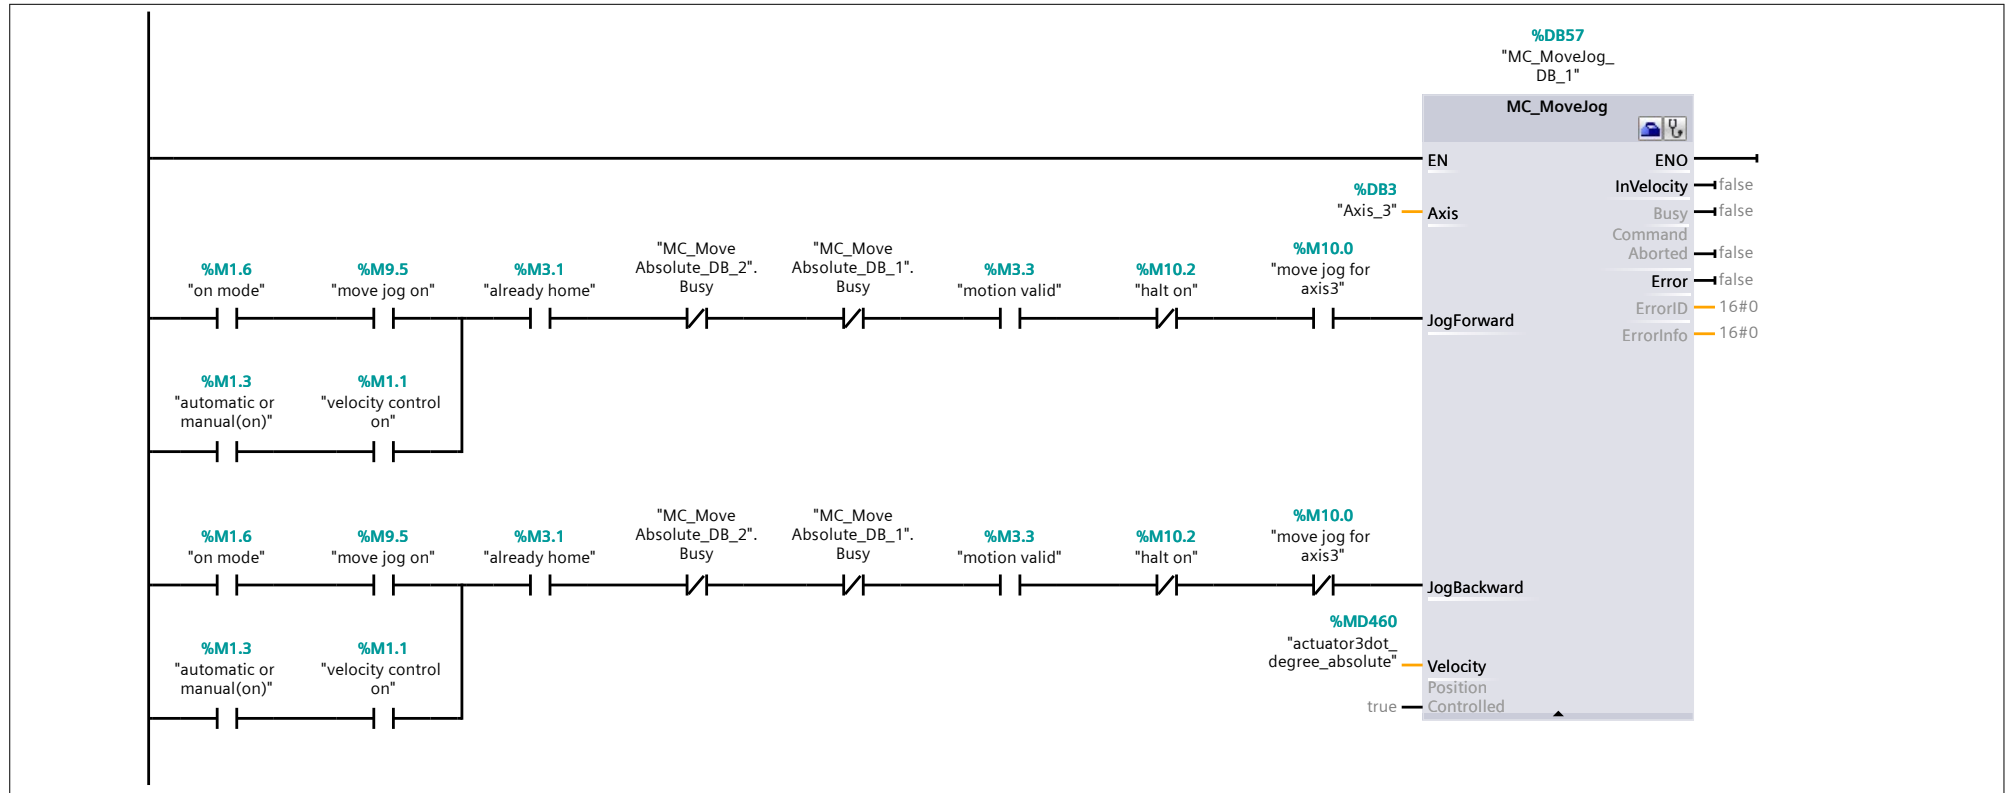 %DB57
"MC_MoveJog_
DB_1"
MC_MoveJog
EN
ENO
%DB3
"Axis_3"
Axis
InVelocity
false
Busy
false
Command
Aborted
false
Error
false
ErrorID
16#0
ErrorInfo
16#0
%M1.6
"on mode"
%M9.5
"move jog on"
%M3.1
"already home"
"MC_Move
Absolute_DB_2".
Busy
"MC_Move
Absolute_DB_1".
Busy
%M3.3
"motion valid"
%M10.2
"halt on"
%M10.0
"move jog for
axis3"
JogForward
%M1.3
"automatic or
manual(on)"
%M1.1
"velocity control
on"
%M1.6
"on mode"
%M9.5
"move jog on"
%M3.1
"already home"
"MC_Move
Absolute_DB_2".
Busy
"MC_Move
Absolute_DB_1".
Busy
%M3.3
"motion valid"
%M10.2
"halt on"
%M10.0
"move jog for
axis3"
JogBackward
%M1.3
"automatic or
manual(on)"
%M1.1
"velocity control
on"
%MD460
"actuator3dot_
degree_absolute"
Velocity
Position
Controlled
true